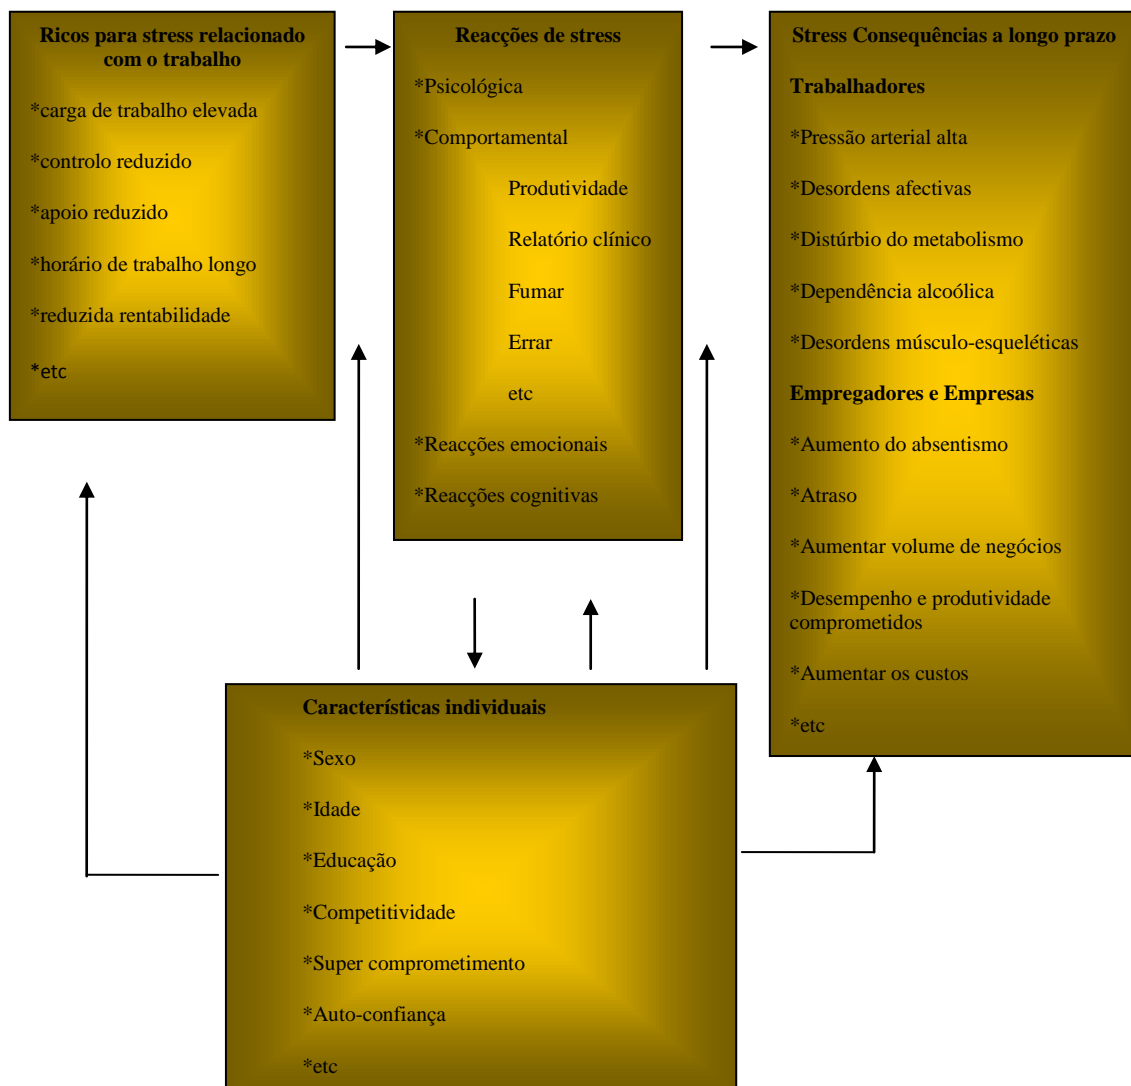 Ricos para stress relacionado
com o trabalho
*carga de trabalho elevada
*controlo reduzido
*apoio reduzido
*horário de trabalho longo
*reduzida rentabilidade
*etc
Reacções de stress
*Psicológica
*Comportamental
Produtividade
Relatório clínico
Fumar
Errar
etc
*Reacções emocionais
*Reacções cognitivas
Stress Consequências a longo prazo
Trabalhadores
*Pressão arterial alta
*Desordens afectivas
*Distúrbio do metabolismo
*Dependência alcoólica
*Desordens músculo-esqueléticas
Empregadores e Empresas
*Aumento do absentismo
*Atraso
*Aumentar volume de negócios
*Desempenho e produtividade
comprometidos
*Aumentar os custos
*etc
Características individuais
*Sexo
*Idade
*Educação
*Competitividade
*Super comprometimento
*Auto-confiança
*etc